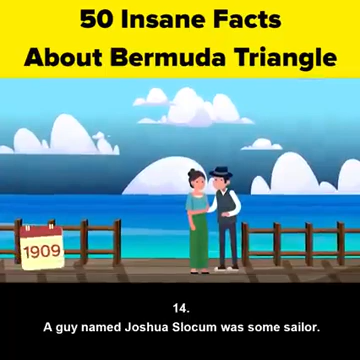 50 Insane Facts
About Bermuda Triangle
1909
14.
A guy named Joshua Slocum was some sailor.